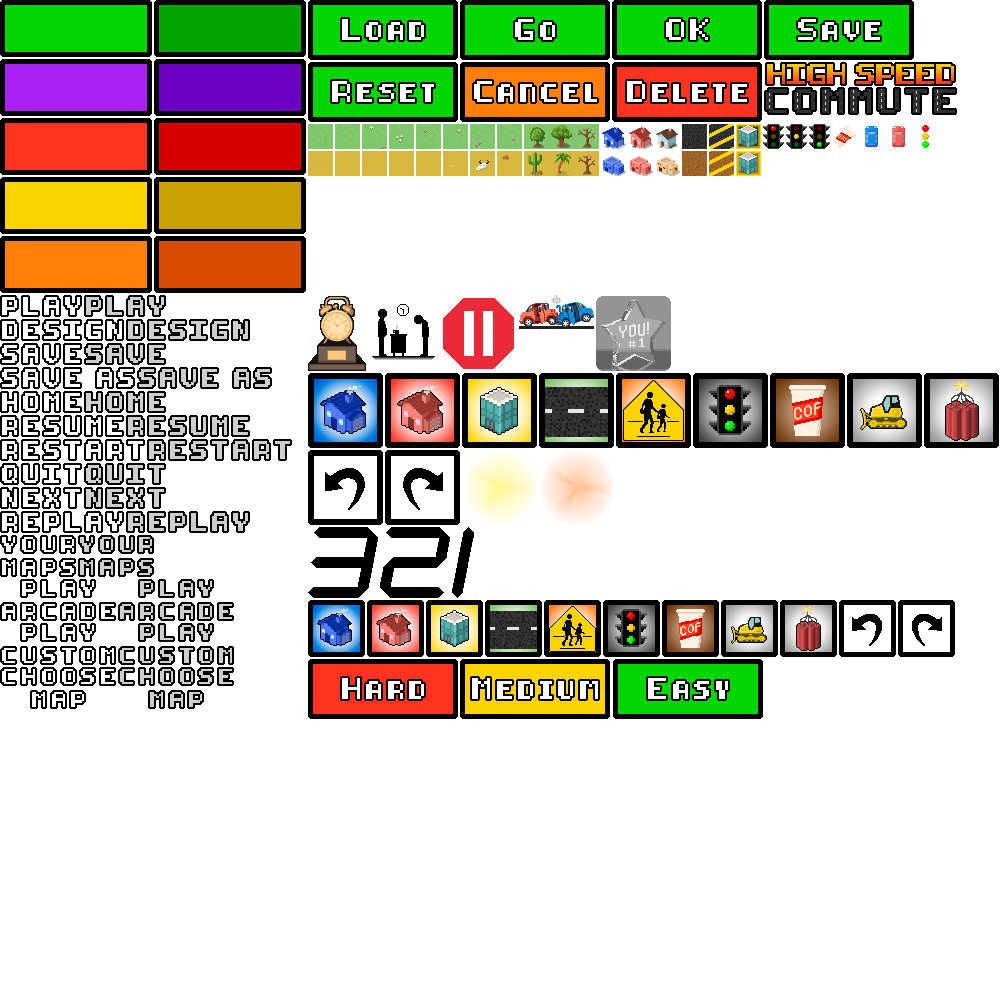 LOAD GO OK SAVE
RESET CANCEL DELETE HIGH SPEED
COMMUTE
PLAYPLAY
DESIGNDESIGN
SAVESAVE
SAVE ASSAVE AS
HOMEHOME
RESUMERESUME
RESTARTRESTART
QUITQUIT
NEXTNEXT
REPLAYREPLAY
YOURYOUR
MAPSMAPS
PLAY PLAY
ARCADEARCADE
PLAY PLAY
CUSTOMCUSTOM
CHOOSECHOOSE
MAP MAP
YOU!
#1
COF
321
COF
HARD MEDIUM EASY